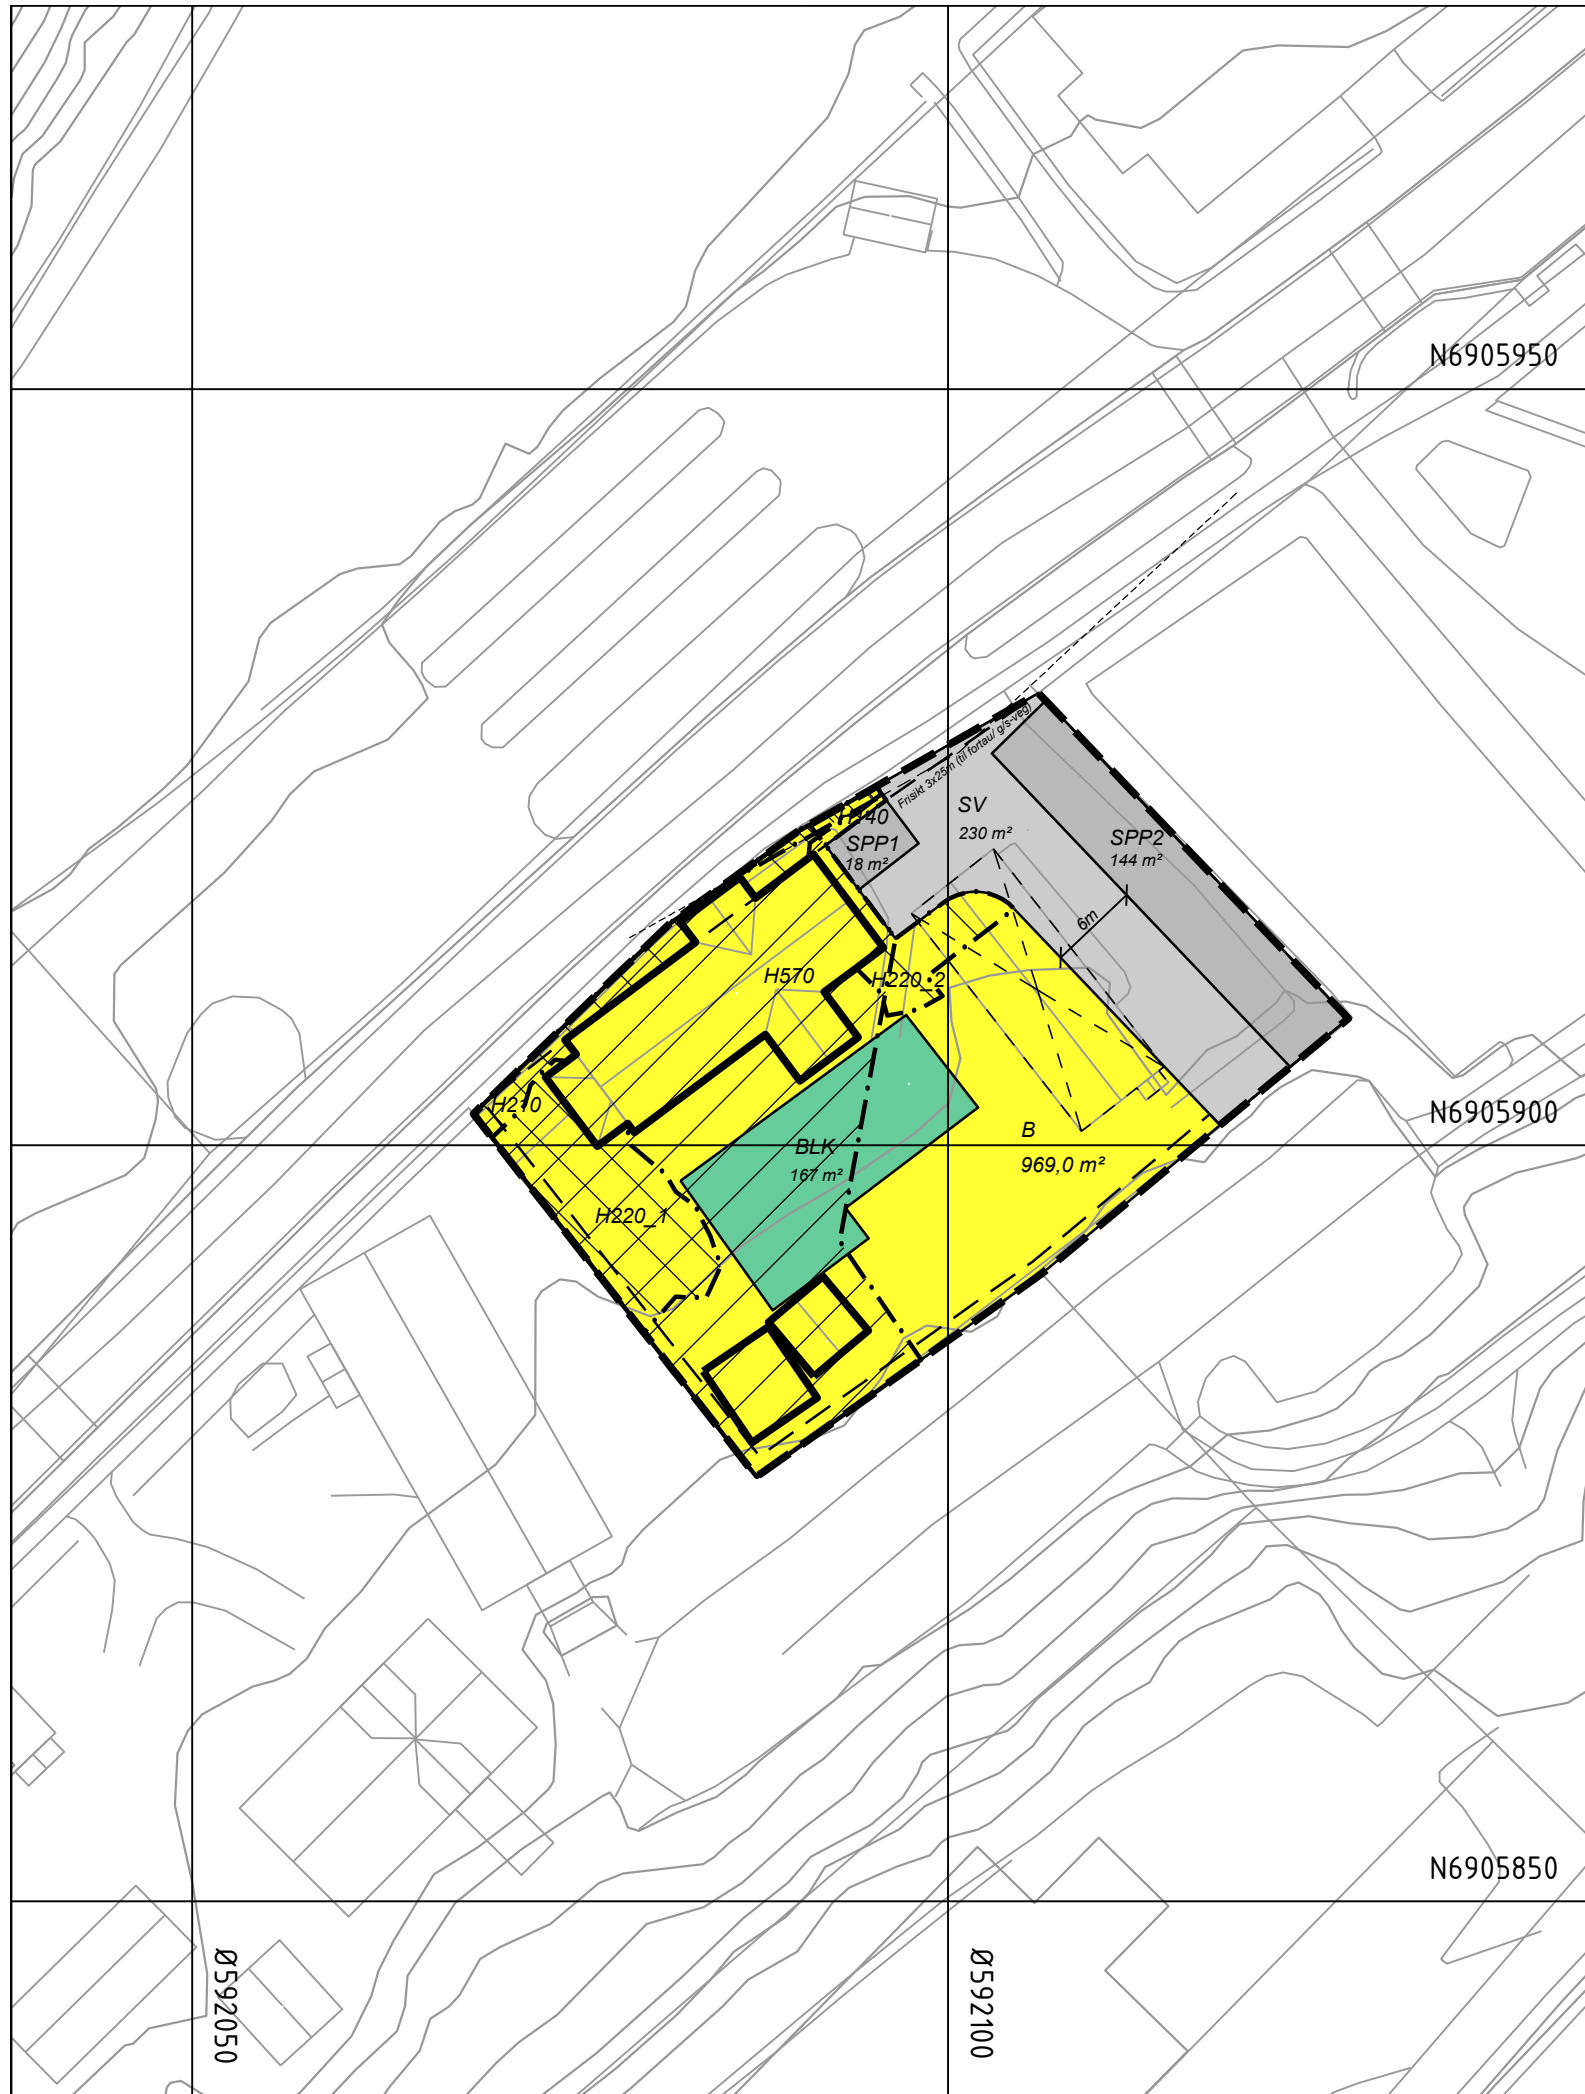 N6905950
Frisikt 3x25m (til fortau/ g/s-veg)
SV
230 m²
H140
SPP1
18 m²
SPP2
144 m²
6m
H570
H220_2
H210
N6905900
B
969,0 m²
BLK
167 m²
H220_1
N6905850
Ø592050
Ø592100